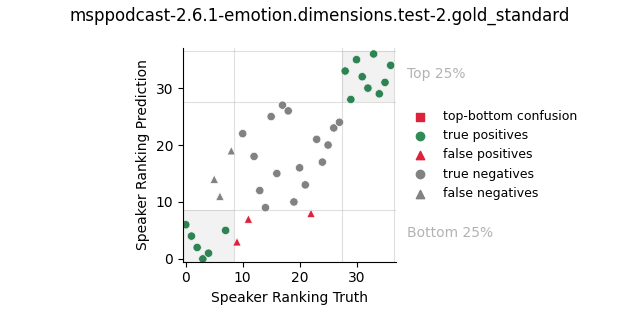 msppodcast-2.6.1-emotion.dimensions.test-2.gold_standard
Top 25%
top-bottom confusion
true positives
false positives
true negatives
false negatives
Bottom 25%
Speaker Ranking Prediction
30
20
10
0
0 10 20 30
Speaker Ranking Truth